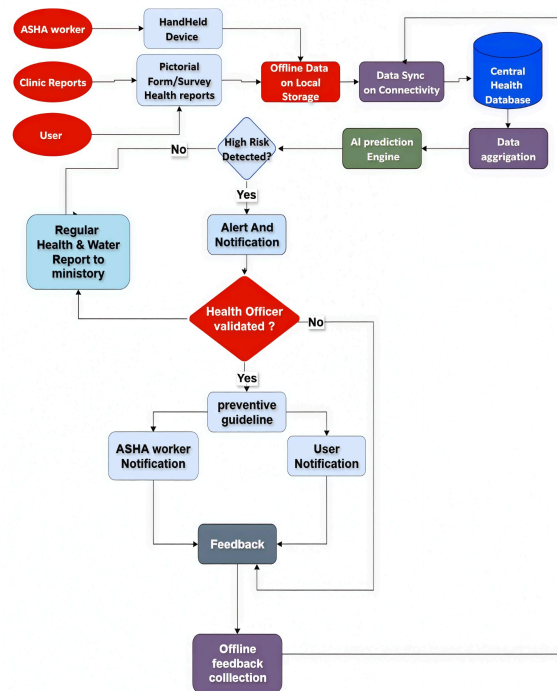 ASHA worker
HandHeld
Device
Clinic Reports
Pictorial
Form/Survey
Health reports
Offline Data
on Local
Storage
Data Sync
on Connectivity
Central
Health
Database
User
No
High Risk
Detected?
AI prediction
Engine
Data
aggrigation
Yes
Regular
Health & Water
Report to
ministory
Alert And
Notification
Health Officer
validated ?
No
Yes
preventive
guideline
ASHA worker
Notification
User
Notification
Feedback
Offline
feedback
colllection